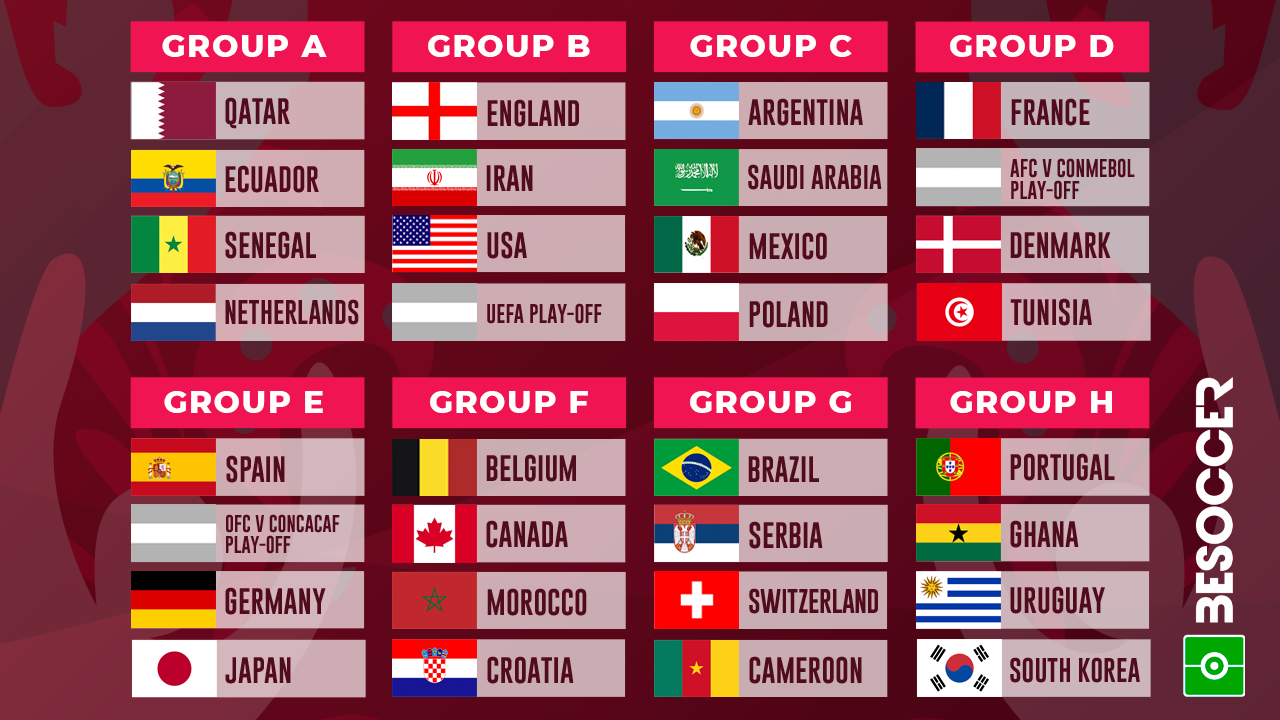 GROUP A
QATAR
ECUADOR
SENEGAL
NETHERLANDS
GROUP B
ENGLAND
IRAN
USA
UEFA PLAY-OFF
GROUP C
ARGENTINA
SAUDI ARABIA
MEXICO
POLAND
GROUP D
FRANCE
AFC V CONMEBOL
PLAY-OFF
DENMARK
TUNISIA
GROUP E
SPAIN
OFC V CONCACAF
PLAY-OFF
GERMANY
JAPAN
GROUP F
BELGIUM
CANADA
MOROCCO
CROATIA
GROUP G
BRAZIL
SERBIA
SWITZERLAND
CAMEROON
GROUP H
PORTUGAL
GHANA
URUGUAY
SOUTH KOREA
BESOCCER